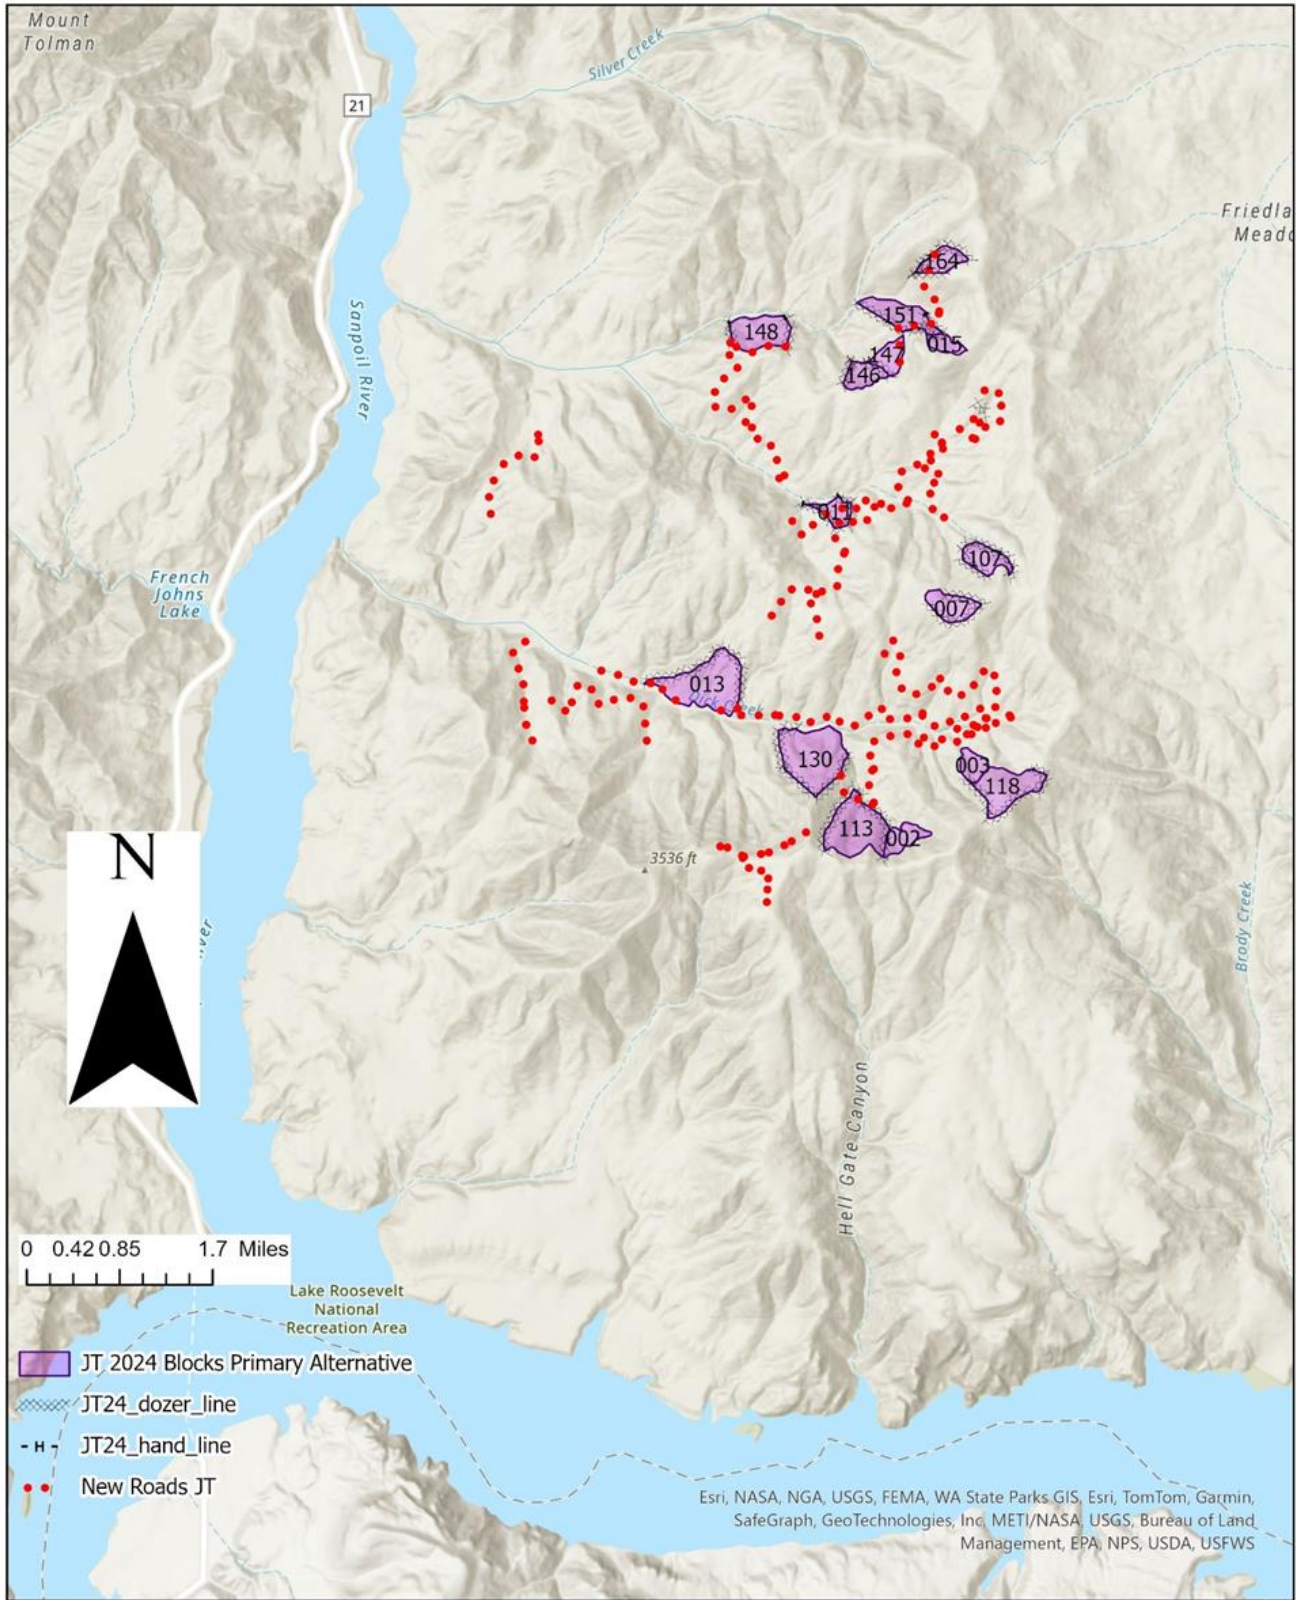 Mount
Tolman
Silver Creek
21
Friedla
Meado
164
Sanpoil River
151
148
015
147
146
011
107
French
Johns
Lake
007
013
Dick Creek
130
003
118
113
002
3536 ft
N
iver
Brody Creek
Hell Gate Canyon
0 0.42 0.85 1.7 Miles
Lake Roosevelt
National
Recreation Area
JT 2024 Blocks Primary Alternative
JT24_dozer_line
- H - JT24_hand_line
New Roads JT
Esri, NASA, NGA, USGS, FEMA, WA State Parks GIS, Esri, TomTom, Garmin,
SafeGraph, GeoTechnologies, Inc, METI/NASA, USGS, Bureau of Land
Management, EPA, NPS, USDA, USFWS